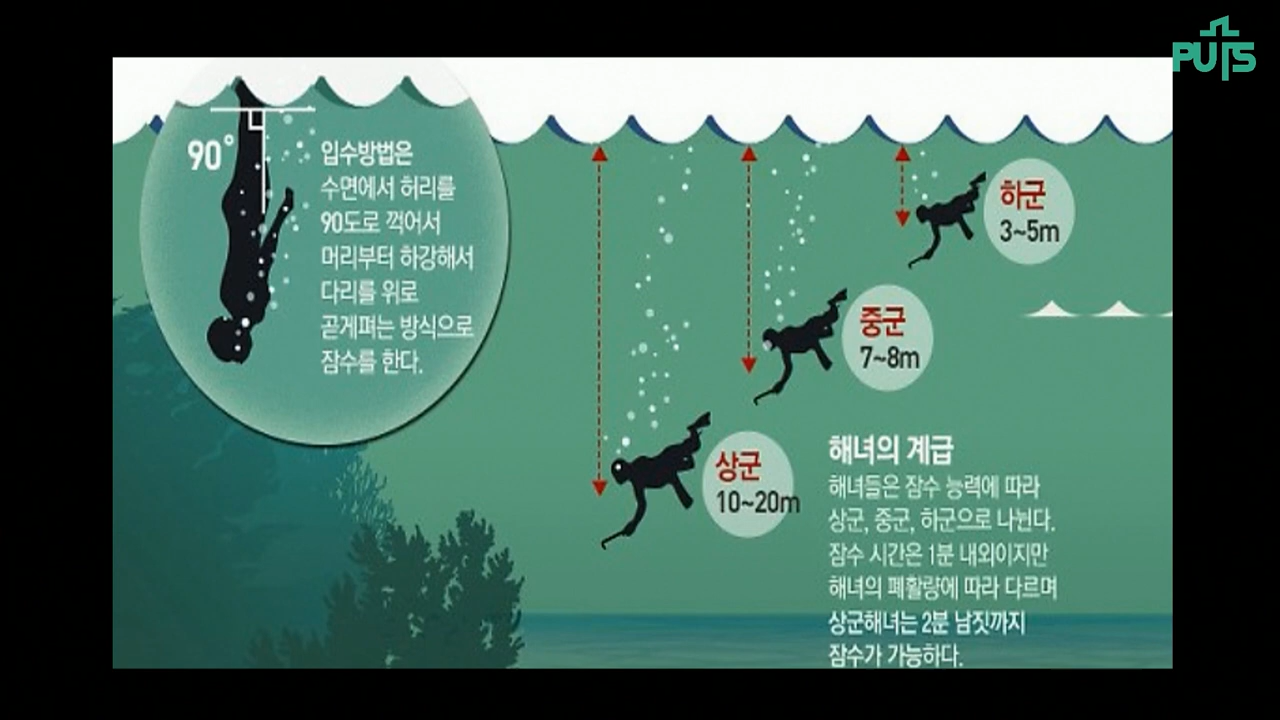 PUTS
90°
입수방법은
수면에서 허리를
90도로 꺾어서
머리부터 하강해서
다리를 위로
곧게펴는 방식으로
잠수를 한다.
하군
3~5m
중군
7~8m
상군
10~20m
해녀의 계급
해녀들은 잠수 능력에 따라
상군, 중군, 하군으로 나뉜다.
잠수 시간은 1분 내외이지만
해녀의 폐활량에 따라 다르며
상군해녀는 2분 남짓까지
잠수가 가능하다.